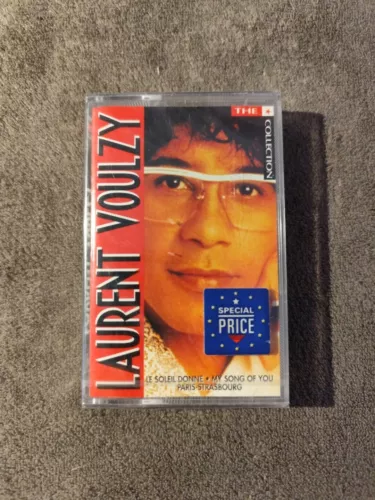 THE
COLLECTION
LAURENT VOULZY
SPECIAL
PRICE
LE SOLEIL DONNE • MY SONG OF YOU
PARIS-STRASBOURG